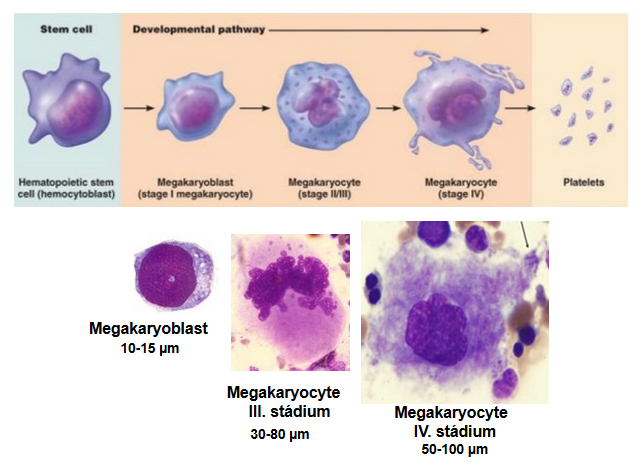 Stem cell
Developmental pathway
Hematopoietic stem
cell (hemocytoblast)
Megakaryoblast
(stage I megakaryocyte)
Megakaryocyte
(stage II/III)
Megakaryocyte
(stage IV)
Platelets
Megakaryoblast
10-15 µm
Megakaryocyte
III. stádium
30-80 µm
Megakaryocyte
IV. stádium
50-100 µm